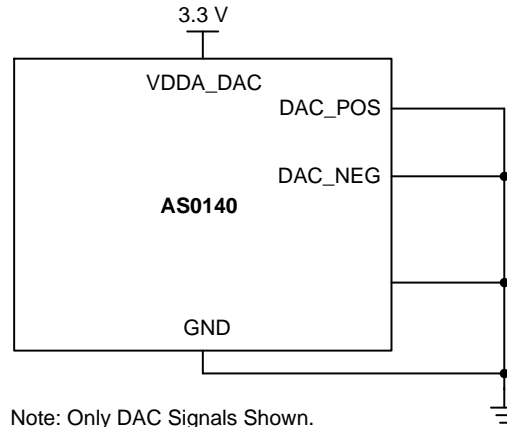 3.3 V
VDDA_DAC
DAC_POS
DAC_NEG
AS0140
GND
Note: Only DAC Signals Shown.